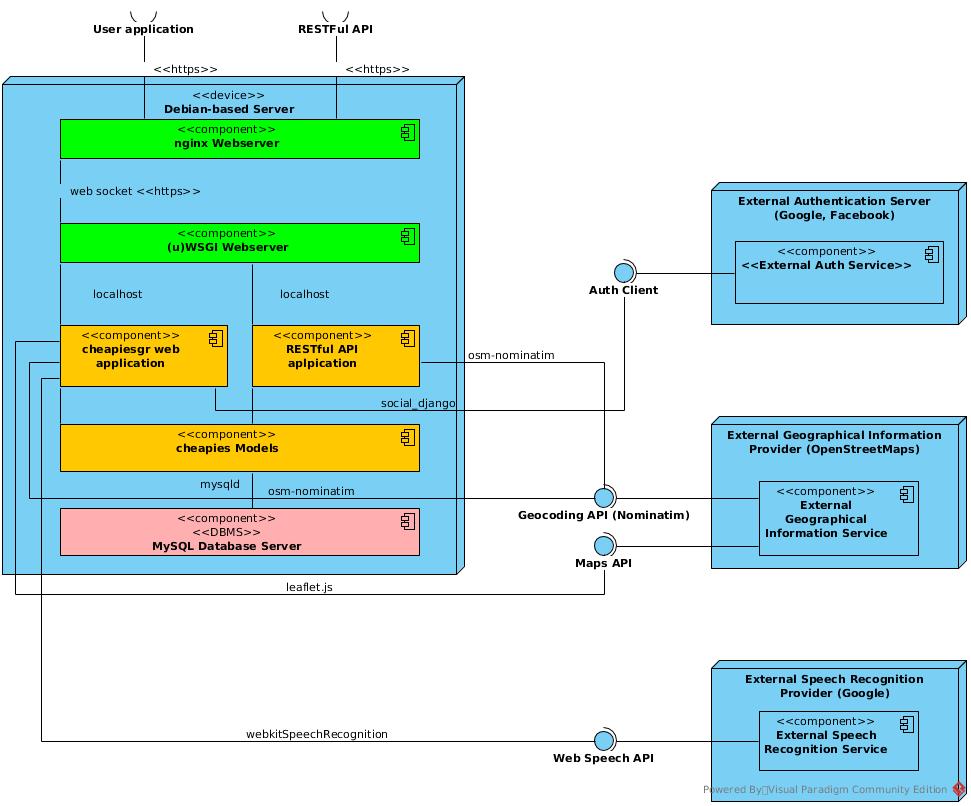 User application
RESTFul API
<<https>>
<<https>>
<<device>>
Debian-based Server
<<component>>
nginx Webserver
web socket <<https>>
<<component>>
(u)WSGI Webserver
localhost
localhost
<<component>>
cheapiesgr web
application
<<component>>
RESTful API
aplpication
osm-nominatim
social_django
<<component>>
cheapies Models
mysqld
osm-nominatim
<<component>>
<<DBMS>>
MySQL Database Server
leaflet.js
webkitSpeechRecognition
External Authentication Server
(Google, Facebook)
<<component>>
<<External Auth Service>>
Auth Client
External Geographical Information
Provider (OpenStreetMaps)
<<component>>
External
Geographical
Information Service
Geocoding API (Nominatim)
Maps API
External Speech Recognition
Provider (Google)
<<component>>
External Speech
Recognition Service
Web Speech API
Powered By Visual Paradigm Community Edition